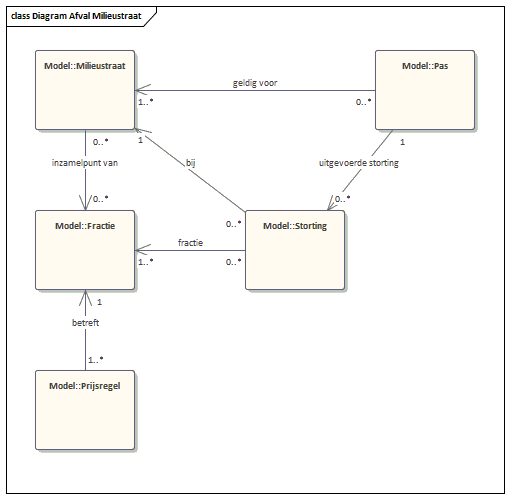 class Diagram Afval Milieustraat
Model::Milieustraat
Model::Pas
geldig voor
1..*
0..*
0..*
1
1
inzamelpunt van
bij
uitgevoerde storting
0..*
0..*
0..*
Model::Fractie
Model::Storting
fractie
1..*
0..*
1
betreft
1..*
Model::Prijsregel